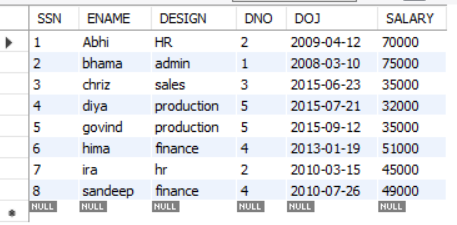 SSN ENAME DESIGN DNO DOJ SALARY
1 Abhi HR 2 2009-04-12 70000
2 bhama admin 1 2008-03-10 75000
3 chriz sales 3 2015-06-23 35000
4 diya production 5 2015-07-21 32000
5 govind production 5 2015-09-12 35000
6 hima finance 4 2013-01-19 51000
7 ira hr 2 2010-03-15 45000
8 sandeep finance 4 2010-07-26 49000
NULL NULL NULL NULL NULL NULL